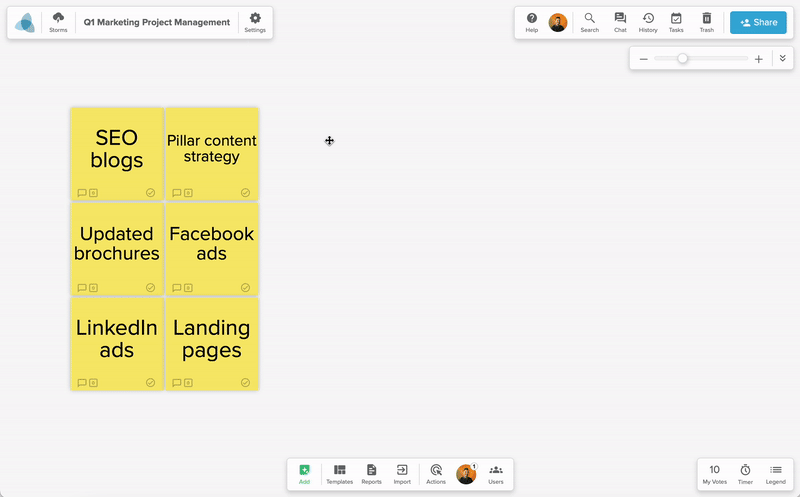 Storms
Q1 Marketing Project Management
Settings
Help
Search
Chat
History
Tasks
Trash
Share
SEO
blogs
Pillar content
strategy
Updated
brochures
Facebook
ads
LinkedIn
ads
Landing
pages
Add
Templates
Reports
Import
Actions
1
Users
10
My Votes
Timer
Legend